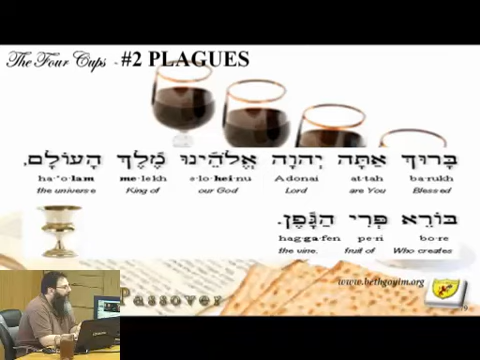 The Four Cups - #2 PLAGUES
בָּרוּךְ אַתָּה יְהוָה אֱלֹהֵינוּ מֶלֶךְ הָעוֹלָם,
ha·'o·lam me·lekh e·lo·hei·nu Adonai at·tah ba·rukh
the universe King of our God Lord are You Blessed
בּוֹרֵא פְּרִי הַגָּפֶן.
hag·ga·fen pe·ri bo·re
the vine. fruit of Who creates
www.bethgoyim.org
Passover